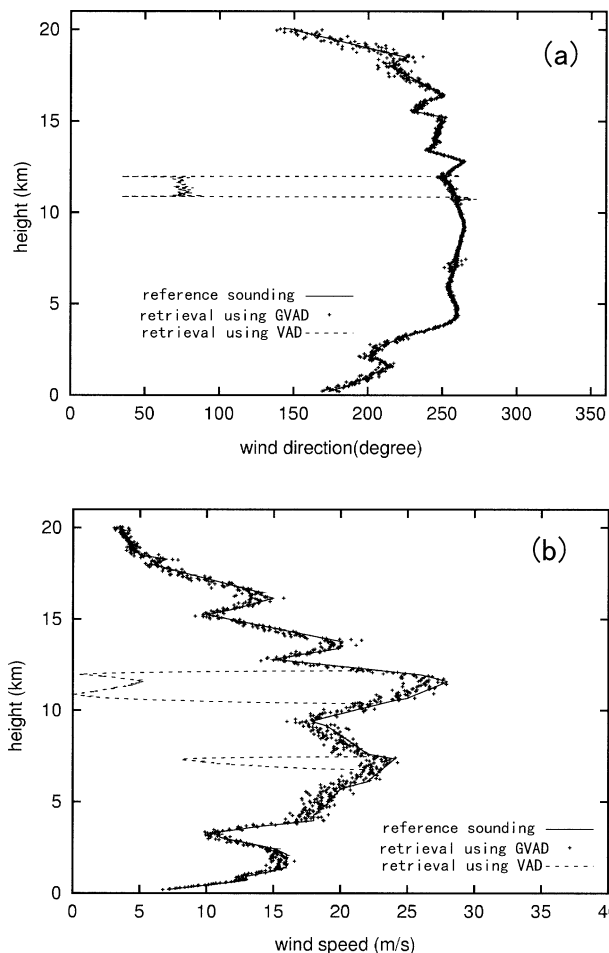 (a)
20
15
10
5
0
height (km)
reference sounding
retrieval using GVAD
retrieval using VAD
0 50 100 150 200 250 300 350
wind direction(degree)
(b)
20
15
10
5
0
height (km)
reference sounding
retrieval using GVAD
retrieval using VAD
0 5 10 15 20 25 30 35 40
wind speed (m/s)